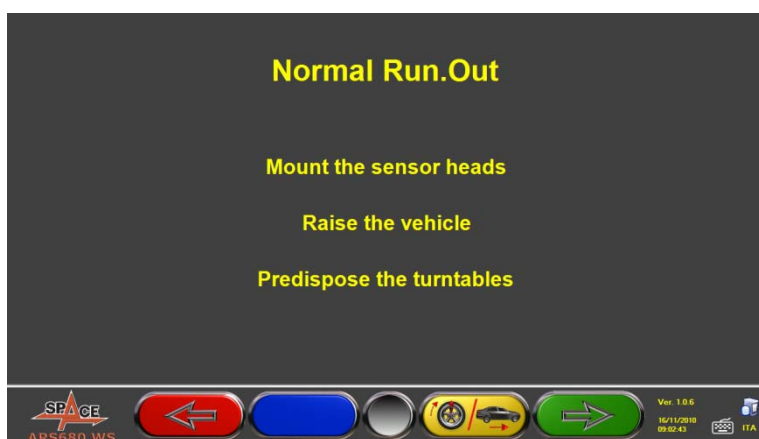 Normal Run.Out
Mount the sensor heads
Raise the vehicle
Predispose the turntables
SPACE
ARS680 WS
Ver. 1.0.6
16/11/2010
09:02:43
ITA